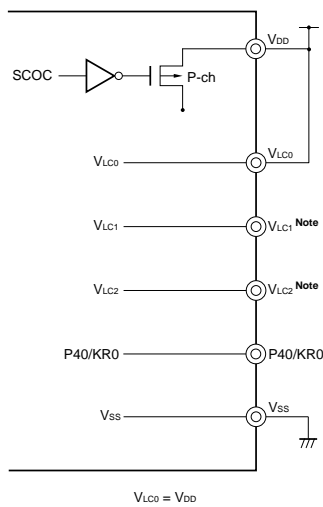 VDD
SCOC
P-ch
VLC0 VLC0
VLC1 VLC1 Note
VLC2 VLC2 Note
P40/KR0 P40/KR0
VSS VSS
VLC0 = VDD